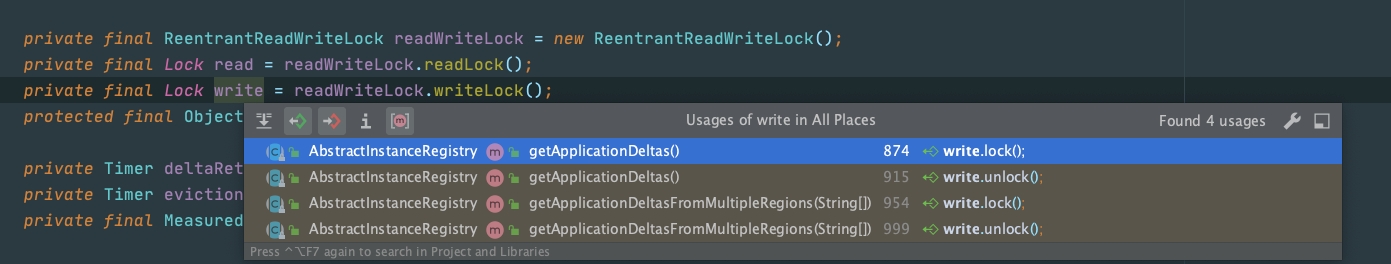 private final ReentrantReadWriteLock readWriteLock = new ReentrantReadWriteLock();
private final Lock read = readWriteLock.readLock();
private final Lock write = readWriteLock.writeLock();
protected final Object
Usages of write in All Places Found 4 usages
AbstractInstanceRegistry getApplicationDeltas() 874 write.lock();
private Timer deltaRet
AbstractInstanceRegistry getApplicationDeltas() 915 write.unlock();
private Timer eviction
AbstractInstanceRegistry getApplicationDeltasFromMultipleRegions(String[]) 954 write.lock();
private final Measured
AbstractInstanceRegistry getApplicationDeltasFromMultipleRegions(String[]) 999 write.unlock();
Press ⌃⌥F7 again to search in Project and Libraries